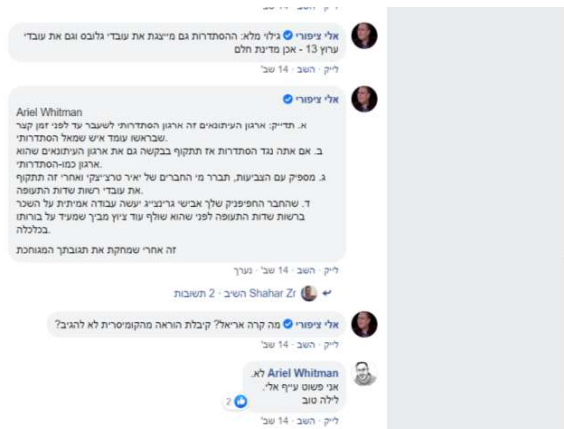 אלי ציפורי גילוי מלא: ההסתדרות גם מייצגת את עובדי גלובס וגם את עובדי
ערוץ 13 - אכן מדינת חלם
לייק · השב · 14 שב'
אלי ציפורי
Ariel Whitman
א. תדייק: ארגון העיתונאים זה ארגון הסתדרותי לשעבר עד לפני זמן קצר
שבראשו עומד איש שמאל הסתדרותי.
ב. אם אתה נגד הסתדרות אז תתקוף בבקשה גם את ארגון העיתונאים שהוא
ארגון כמו-הסתדרותי.
ג. מספיק עם הצביעות, תברר מי החברים של יאיר טרצ'יצקי ואחרי זה תתקוף
את עובדי רשות שדות התעופה.
ד. שהחבר החפיפניק שלך אבישי גרינצייג יעשה עבודה אמיתית על השכר
ברשות שדות התעופה לפני שהוא שולף עוד ציוץ מביך שמעיד על בורותו
בכלכלה.
זה אחרי שמחקת את תגובתך המגוחכת
לייק · השב · 14 שב' · נערך
Shahar Zr השיב · 2 תשובות
אלי ציפורי מה קרה אריאל? קיבלת הוראה מהקומיסרית לא להגיב?
לייק · השב · 14 שב'
Ariel Whitman לא.
אני פשוט עייף אלי.
לילה טוב
2
לייק · השב · 14 שב'